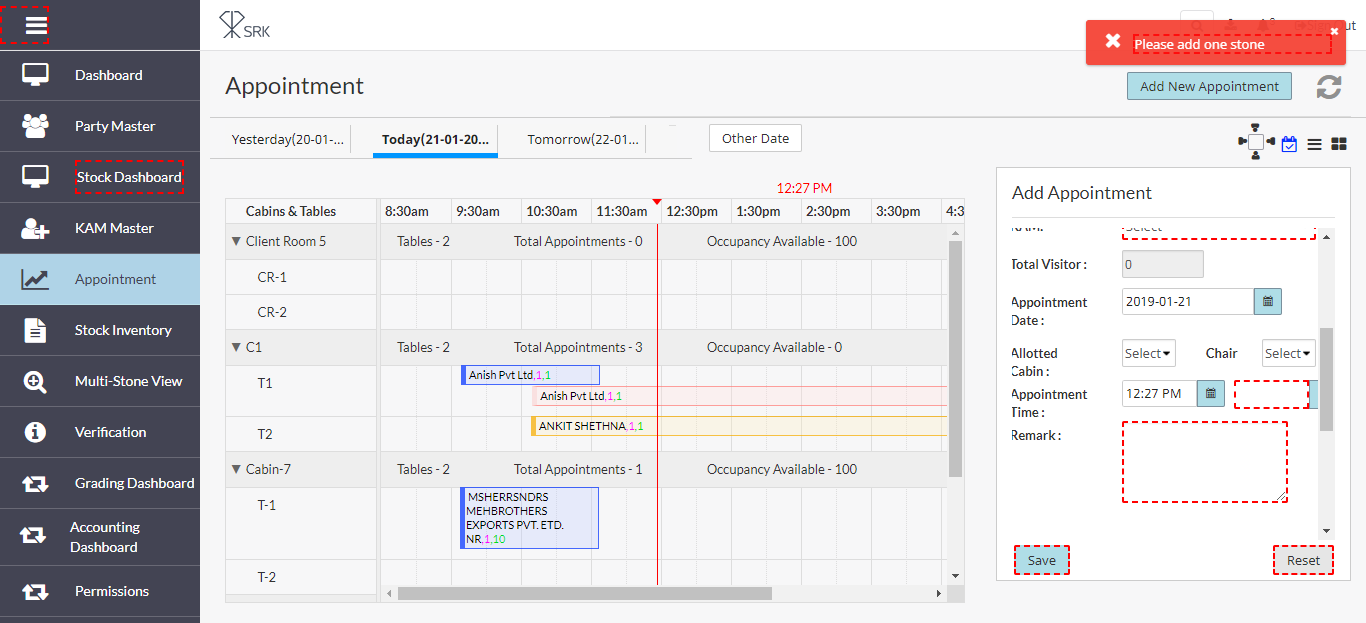 SRK
Please add one stone
Dashboard
Party Master
Stock Dashboard
KAM Master
Appointment
Stock Inventory
Multi-Stone View
Verification
Grading Dashboard
Accounting
Dashboard
Permissions
Appointment
Add New Appointment
Yesterday(20-01-...
Today(21-01-20...
Tomorrow(22-01...
Other Date
12:27 PM
Cabins & Tables
8:30am 9:30am 10:30am 11:30am 12:30pm 1:30pm 2:30pm 3:30pm 4:3
Client Room 5 Tables - 2 Total Appointments - 0 Occupancy Available - 100
CR-1
CR-2
C1 Tables - 2 Total Appointments - 3 Occupancy Available - 0
T1
Anish Pvt Ltd,1,1
Anish Pvt Ltd,1,1
T2
ANKIT SHETHNA,1,1
Cabin-7 Tables - 2 Total Appointments - 1 Occupancy Available - 100
T-1
MSHERRSNDRS
MEHBROTHERS
EXPORTS PVT. ETD.
NR,1,10
T-2
Add Appointment
Select
Total Visitor : 0
Appointment
Date : 2019-01-21
Allotted
Cabin : Select Chair Select
Appointment
Time : 12:27 PM
Remark :
Save Reset